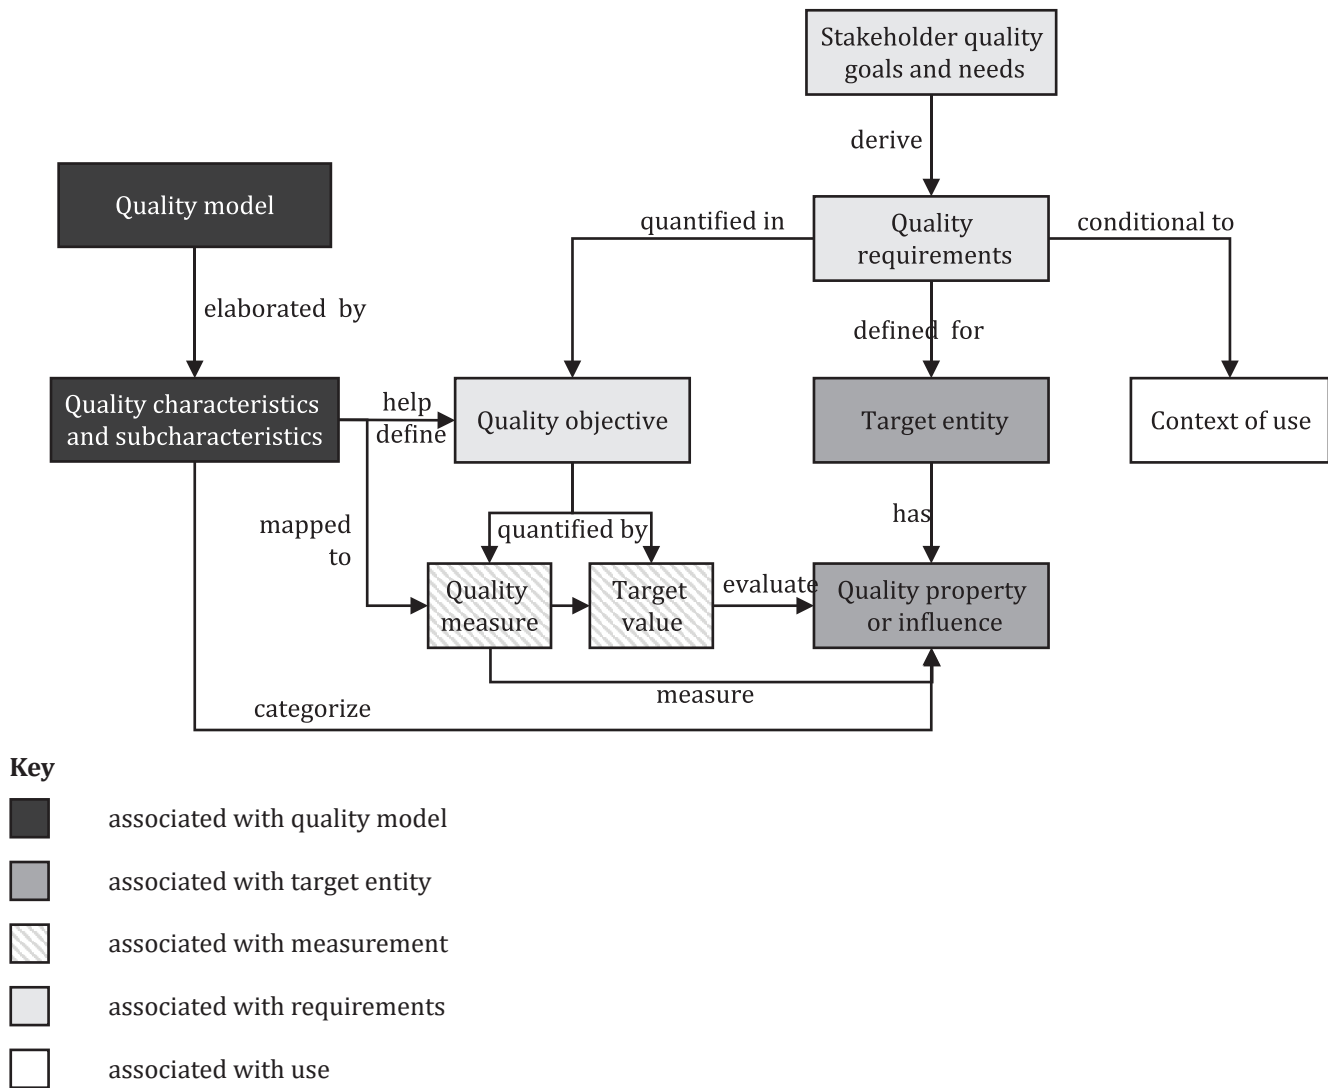 Stakeholder quality
goals and needs
derive
Quality model
quantified in
Quality
requirements
conditional to
elaborated by
defined for
Quality characteristics
and subcharacteristics
help
define
Quality objective
Target entity
Context of use
mapped
to
quantified by
has
Quality
measure
Target
value
evaluate
Quality property
or influence
measure
categorize
Key
associated with quality model
associated with target entity
associated with measurement
associated with requirements
associated with use